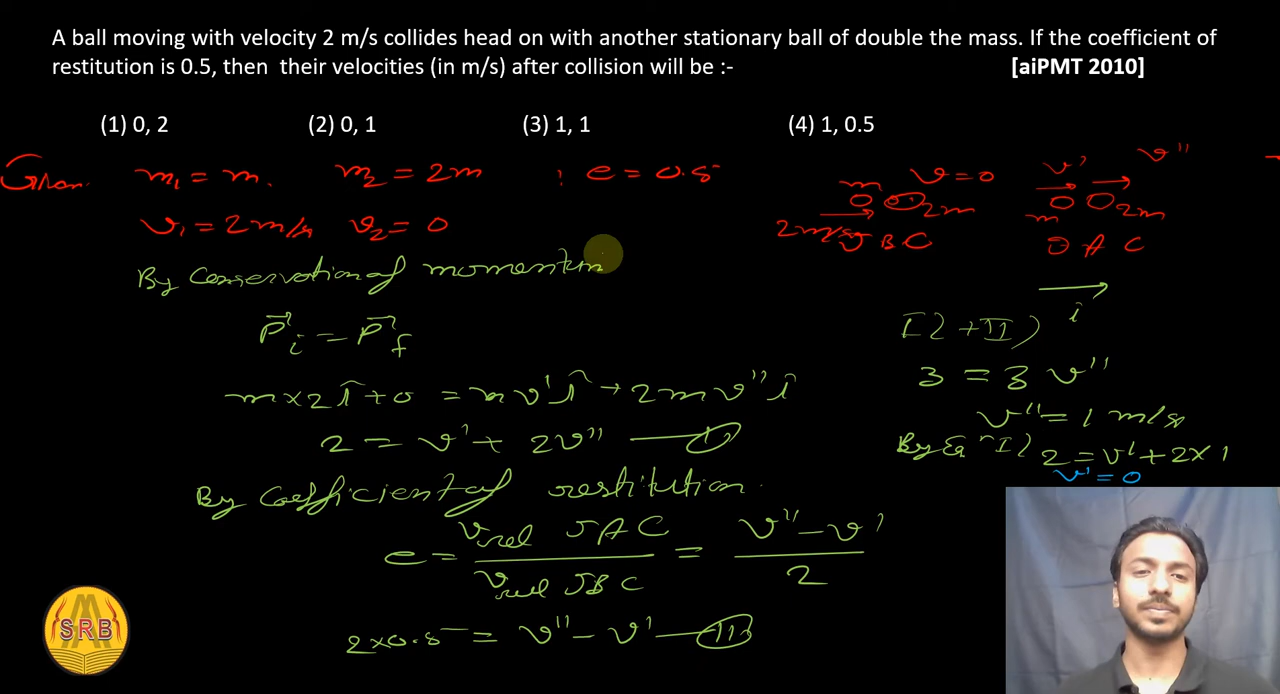 A ball moving with velocity 2 m/s collides head on with another stationary ball of double the mass. If the coefficient of
restitution is 0.5, then their velocities (in m/s) after collision will be :- [aiPMT 2010]
(1) 0, 2 (2) 0, 1 (3) 1, 1 (4) 1, 0.5
Given m₁ = m. m₂ = 2m ; e = 0.5
v₁ = 2m/s v₂ = 0
m v = 0
2m
2m/s
J B C
v' v''
m 2m
J A C
By Conservation of momentum
P⃗i = P⃗f
m×2î+0 = mv'î + 2mv''î
2 = v' + 2v'' — I
By Coefficient of restitution.
e = Vrel JAC / Vrel JBC = v'' − v' / 2
2×0.5 = v'' − v' — II
î
I + II
3 = 3 v''
v'' = 1 m/s
By Eqn I 2 = v' + 2×1
v' = 0
SRB